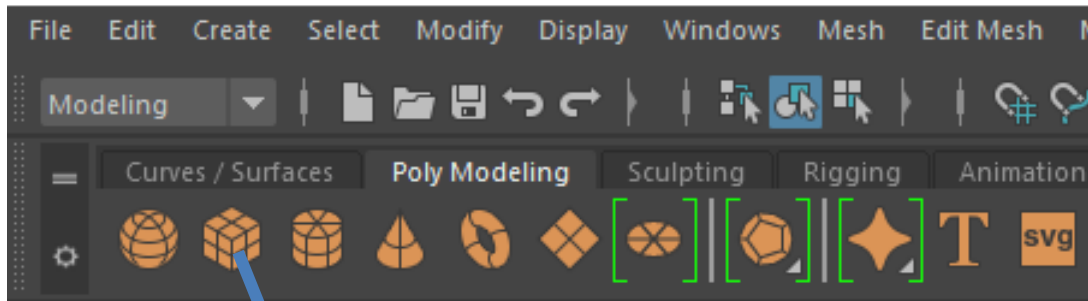 File Edit Create Select Modify Display Windows Mesh Edit Mesh
Modeling
Curves / Surfaces Poly Modeling Sculpting Rigging Animation
T svg